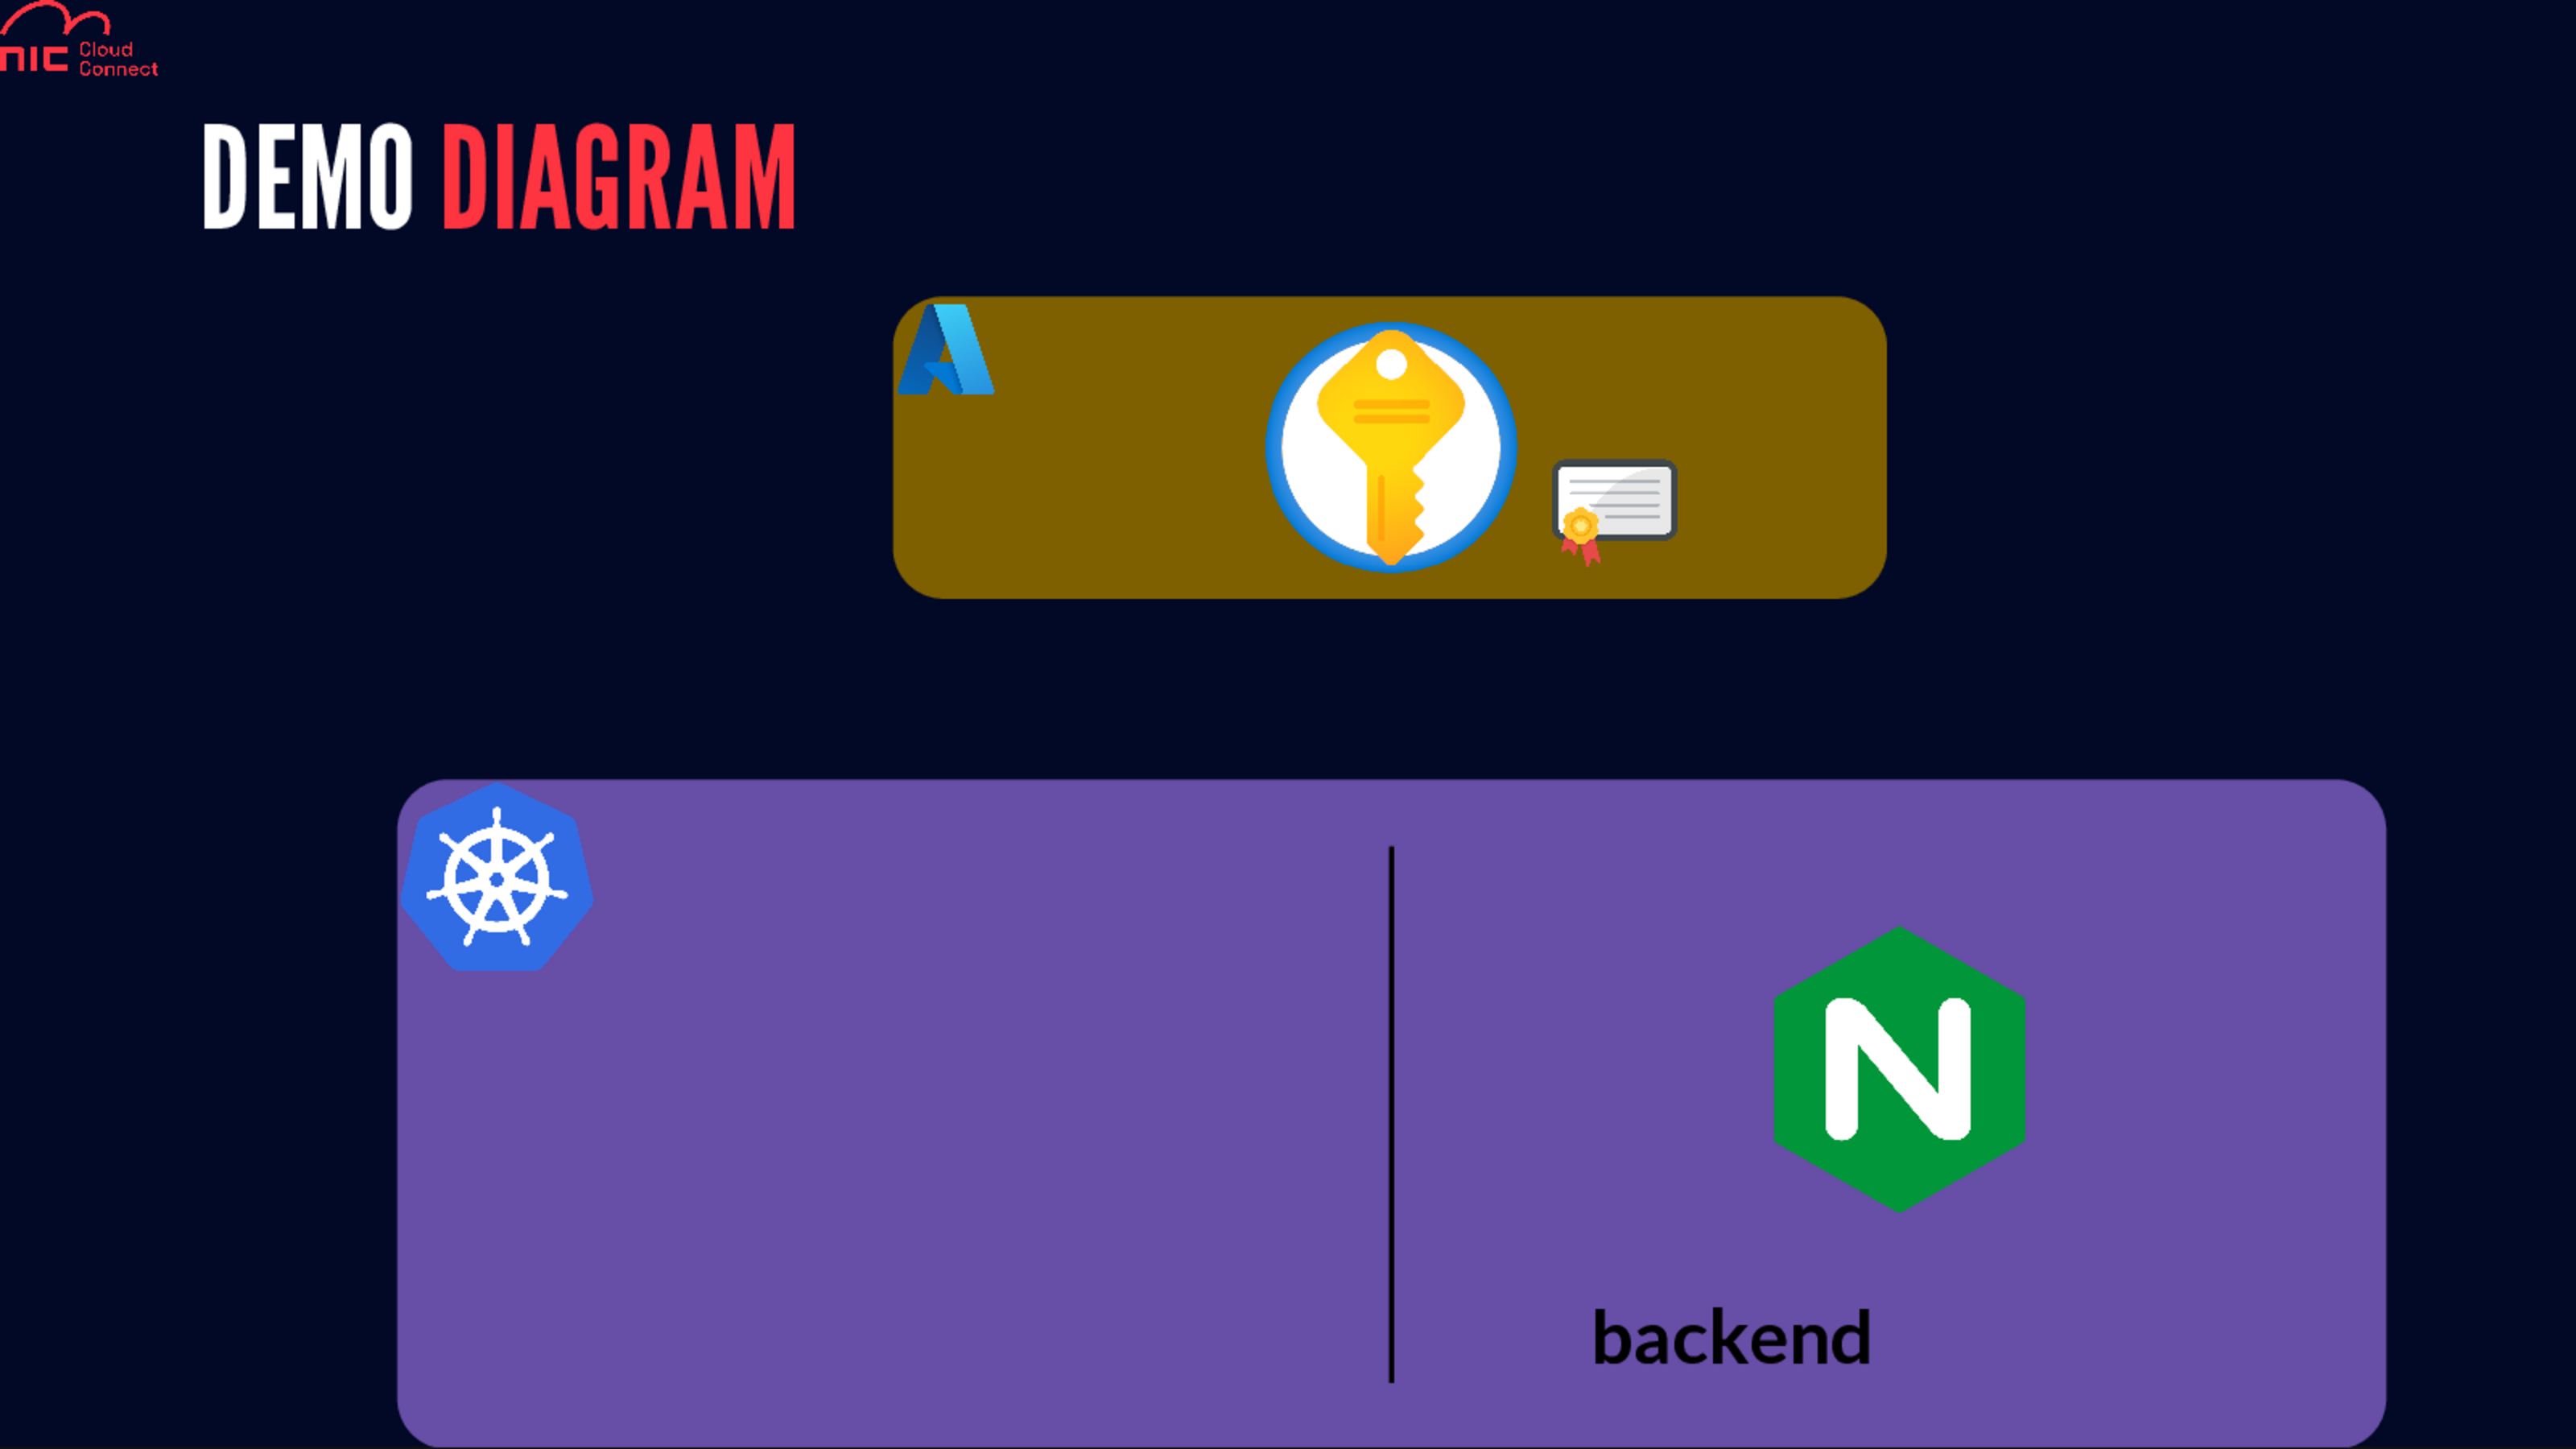 nic Cloud
Connect
DEMO DIAGRAM
N
backend